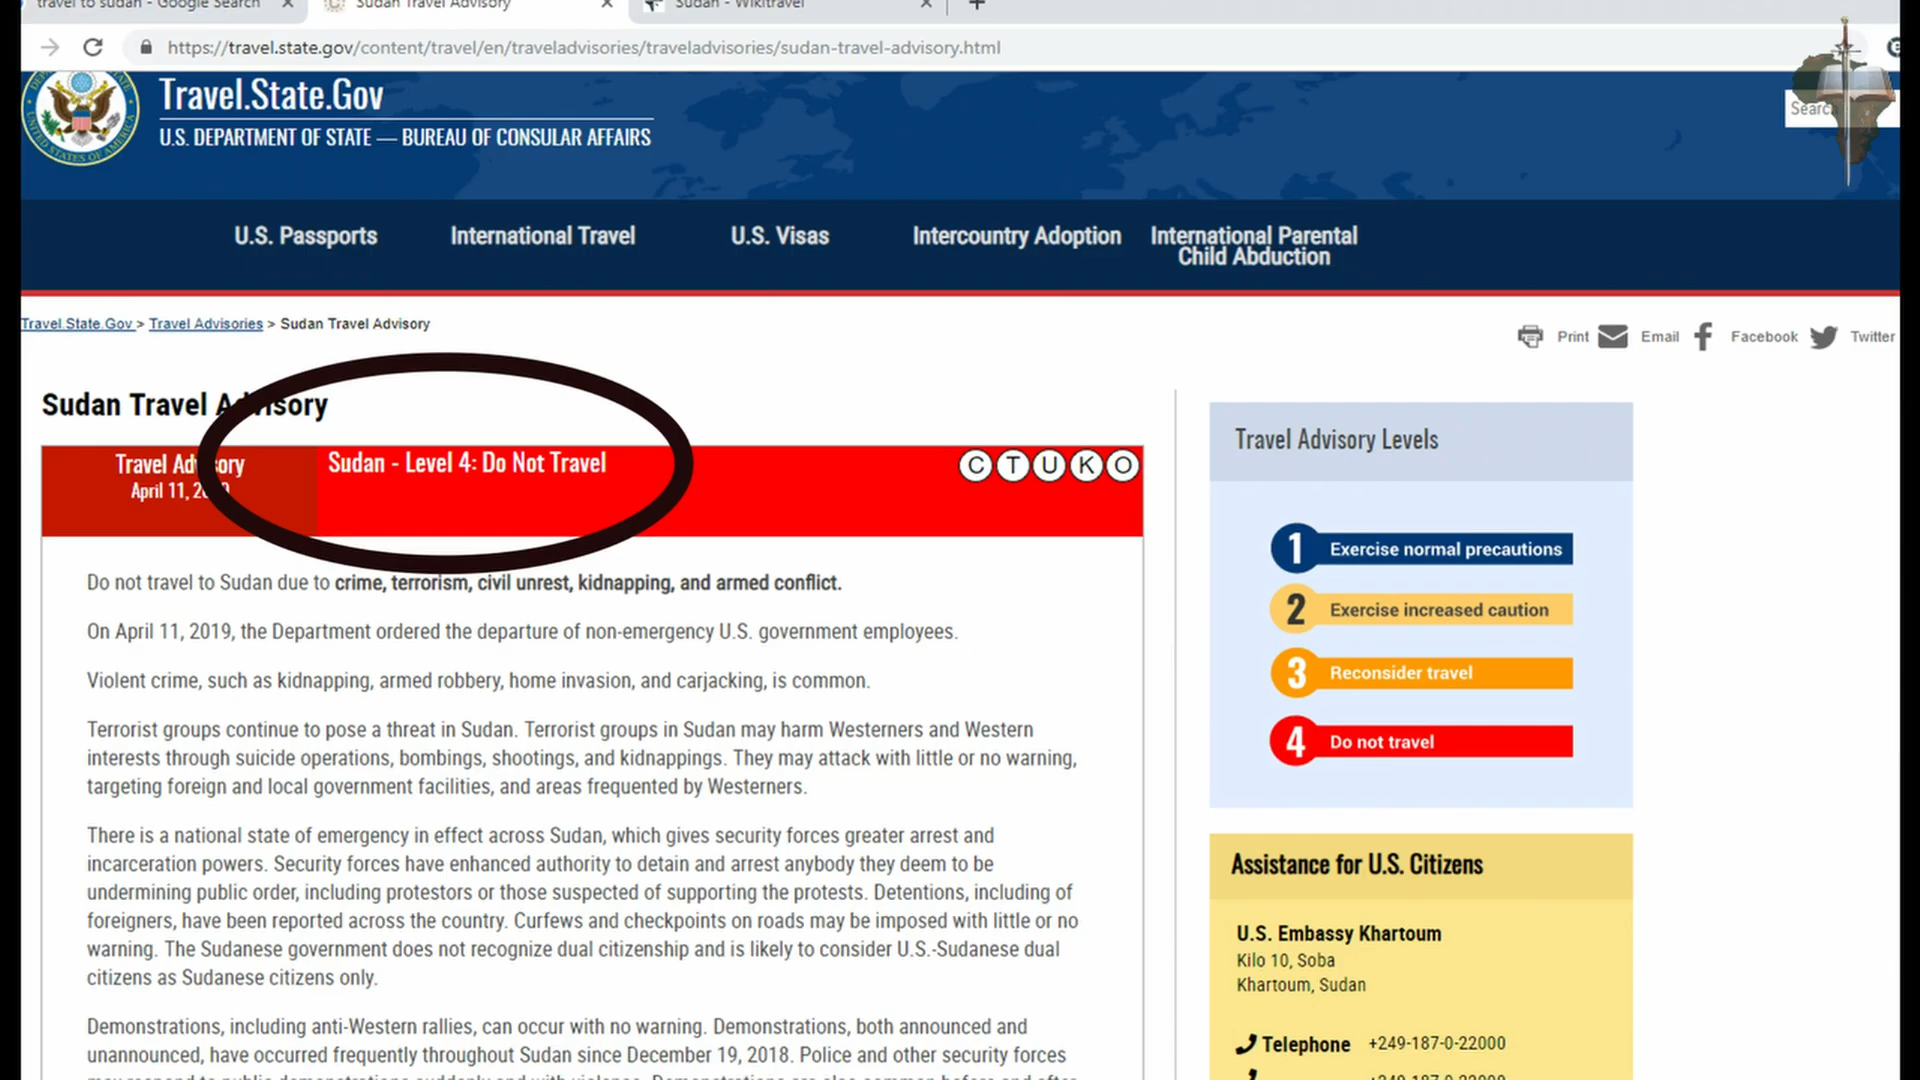 travel to sudan - Google Search
Sudan Travel Advisory
Sudan - Wikitravel
https://travel.state.gov/content/travel/en/traveladvisories/traveladvisories/sudan-travel-advisory.html
Travel.State.Gov
U.S. DEPARTMENT OF STATE — BUREAU OF CONSULAR AFFAIRS
Search
U.S. Passports
International Travel
U.S. Visas
Intercountry Adoption
International Parental
Child Abduction
Travel.State.Gov > Travel Advisories > Sudan Travel Advisory
Print
Email
Facebook
Twitter
Sudan Travel Advisory
Travel Advisory
April 11, 2019
Sudan - Level 4: Do Not Travel
C T U K O
Do not travel to Sudan due to crime, terrorism, civil unrest, kidnapping, and armed conflict.
On April 11, 2019, the Department ordered the departure of non-emergency U.S. government employees.
Violent crime, such as kidnapping, armed robbery, home invasion, and carjacking, is common.
Terrorist groups continue to pose a threat in Sudan. Terrorist groups in Sudan may harm Westerners and Western
interests through suicide operations, bombings, shootings, and kidnappings. They may attack with little or no warning,
targeting foreign and local government facilities, and areas frequented by Westerners.
There is a national state of emergency in effect across Sudan, which gives security forces greater arrest and
incarceration powers. Security forces have enhanced authority to detain and arrest anybody they deem to be
undermining public order, including protestors or those suspected of supporting the protests. Detentions, including of
foreigners, have been reported across the country. Curfews and checkpoints on roads may be imposed with little or no
warning. The Sudanese government does not recognize dual citizenship and is likely to consider U.S.-Sudanese dual
citizens as Sudanese citizens only.
Demonstrations, including anti-Western rallies, can occur with no warning. Demonstrations, both announced and
unannounced, have occurred frequently throughout Sudan since December 19, 2018. Police and other security forces
Travel Advisory Levels
1 Exercise normal precautions
2 Exercise increased caution
3 Reconsider travel
4 Do not travel
Assistance for U.S. Citizens
U.S. Embassy Khartoum
Kilo 10, Soba
Khartoum, Sudan
Telephone +249-187-0-22000